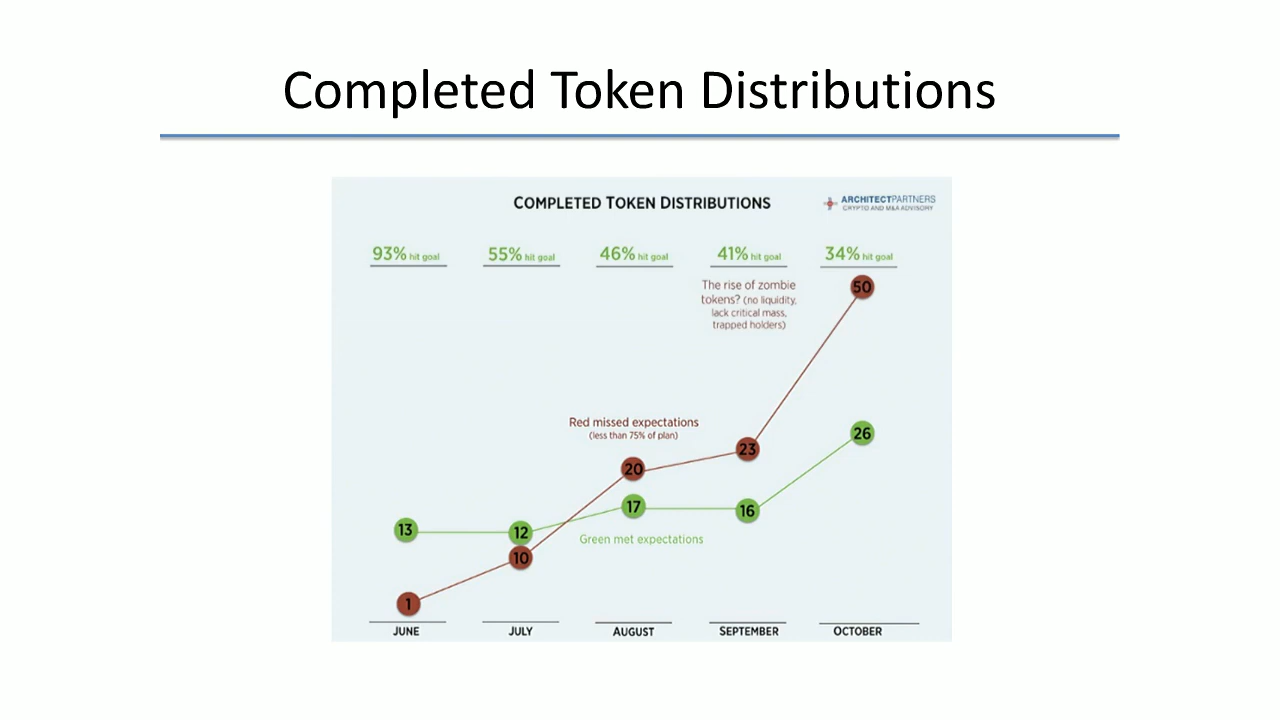 Completed Token Distributions
COMPLETED TOKEN DISTRIBUTIONS
ARCHITECTPARTNERS
CRYPTO AND M&A ADVISORY
93% hit goal
55% hit goal
46% hit goal
41% hit goal
34% hit goal
The rise of zombie
tokens? (no liquidity,
lack critical mass,
trapped holders)
50
Red missed expectations
(less than 75% of plan)
26
23
20
17
16
13
12
Green met expectations
10
1
JUNE
JULY
AUGUST
SEPTEMBER
OCTOBER